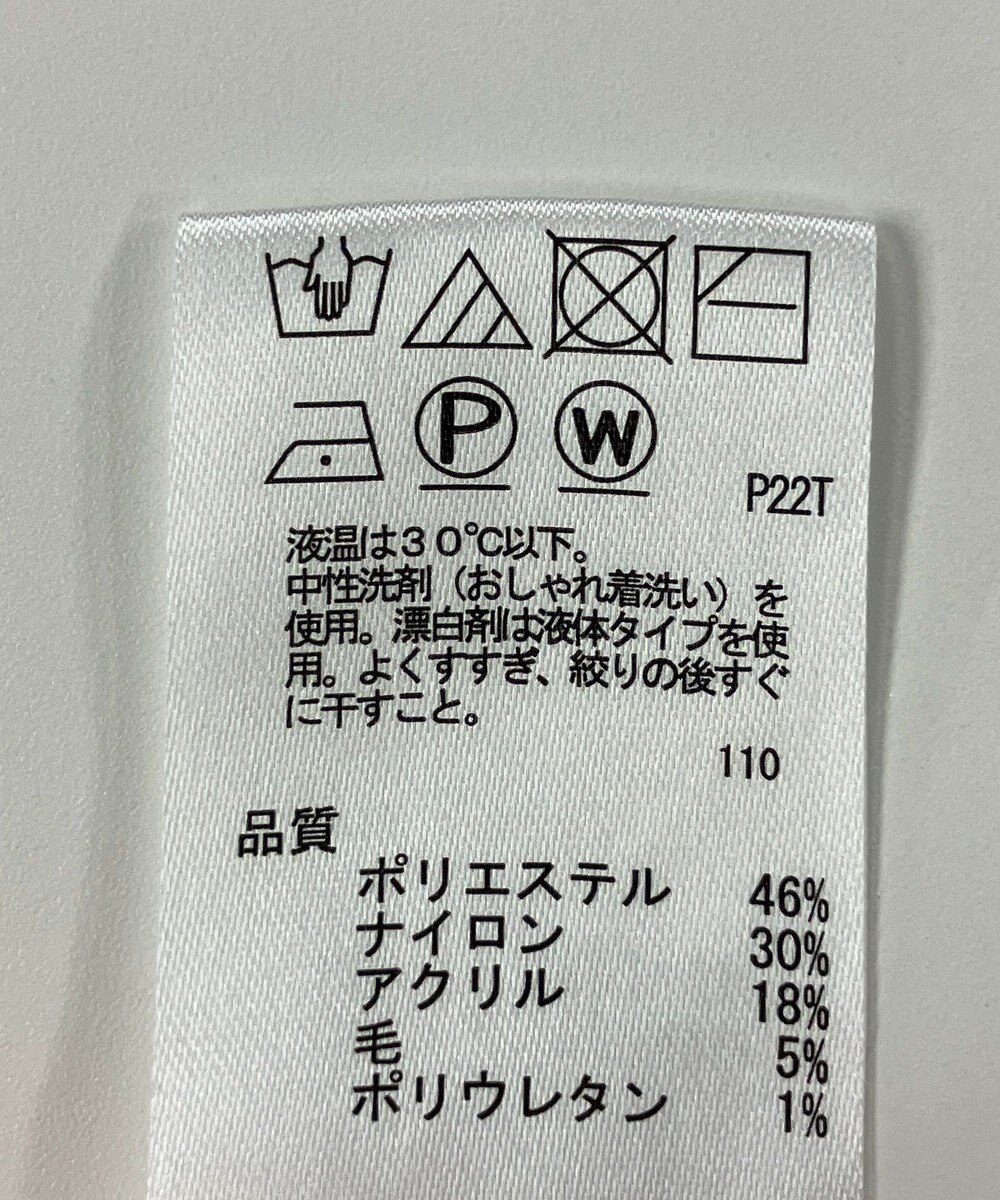 P W
P22T
液温は30℃以下。
中性洗剤（おしゃれ着洗い）を
使用。漂白剤は液体タイプを使
用。よくすすぎ、絞りの後すぐ
に干すこと。
110
品質
ポリエステル 46%
ナイロン 30%
アクリル 18%
毛 5%
ポリウレタン 1%